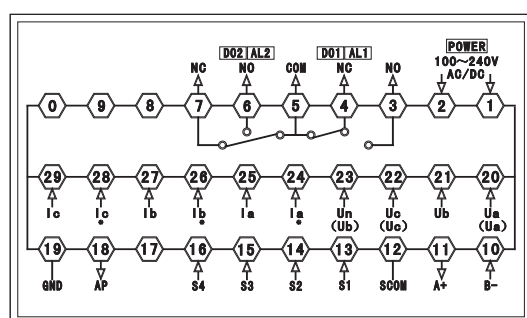 DO2 AL2 DO1 AL1 POWER
100～240V
NC NO COM NC NO AC/DC
0 9 8 7 6 5 4 3 2 1
29 28 27 26 25 24 23 22 21 20
Ic Ic* Ib Ib* Ia Ia* Un Uc Ub Ua
(Ub) (Uc) (Ua)
19 18 17 16 15 14 13 12 11 10
GND AP S4 S3 S2 S1 SCOM A+ B-